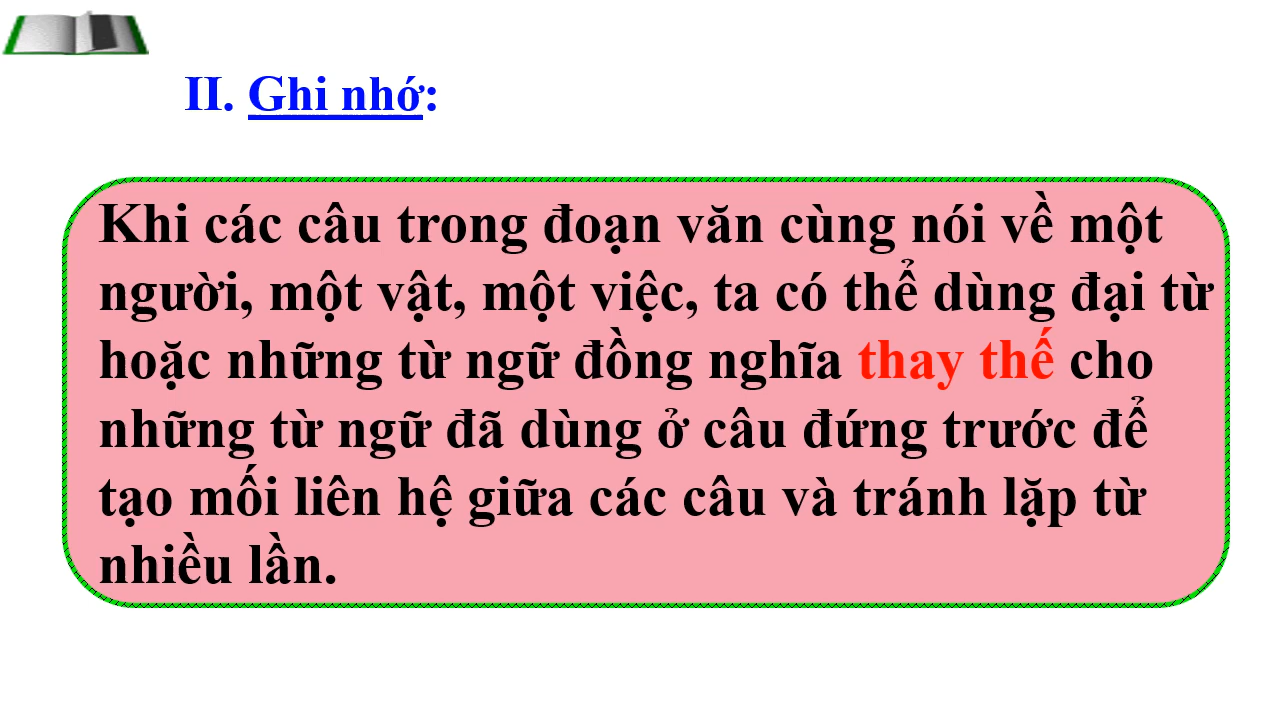 II. Ghi nhớ:
Khi các câu trong đoạn văn cùng nói về một
người, một vật, một việc, ta có thể dùng đại từ
hoặc những từ ngữ đồng nghĩa thay thế cho
những từ ngữ đã dùng ở câu đứng trước để
tạo mối liên hệ giữa các câu và tránh lặp từ
nhiều lần.